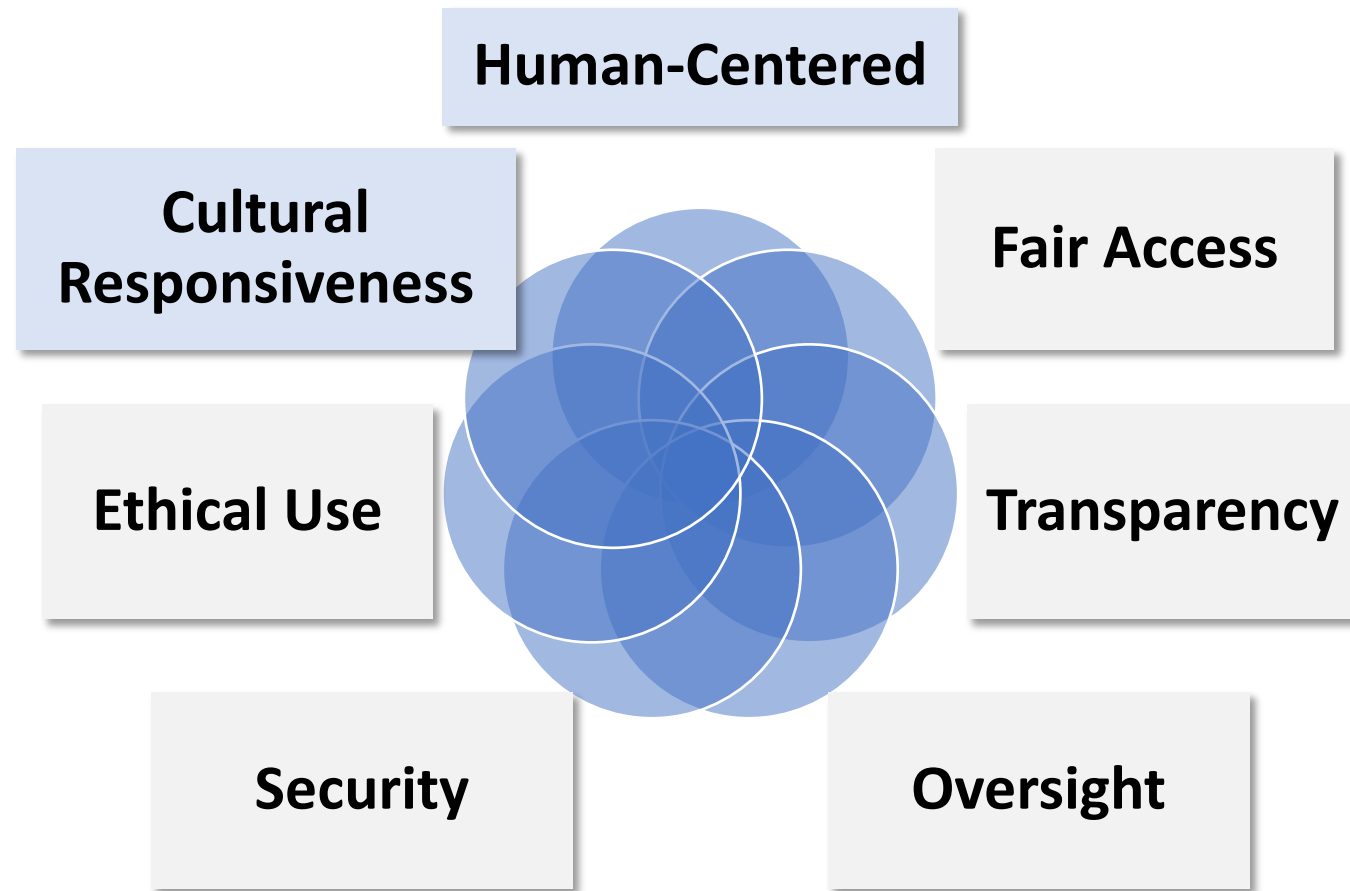 Human-Centered
Cultural
Responsiveness
Fair Access
Ethical Use
Transparency
Security
Oversight